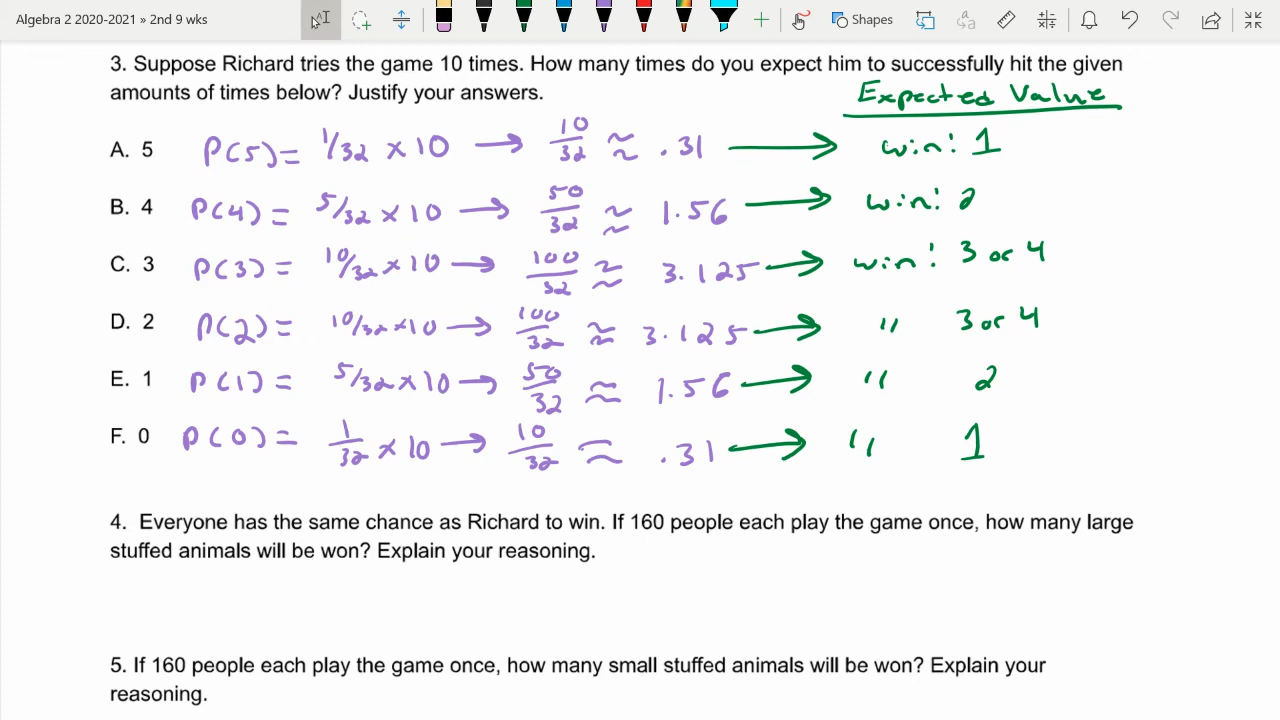 Algebra 2 2020-2021 » 2nd 9 wks
Shapes
3. Suppose Richard tries the game 10 times. How many times do you expect him to successfully hit the given
amounts of times below? Justify your answers.
Expected Value
A. 5 P(5) = 1/32 x 10 → 10/32 ≈ .31 → win! 1
B. 4 P(4) = 5/32 x 10 → 50/32 ≈ 1.56 → win! 2
C. 3 P(3) = 10/32 x 10 → 100/32 ≈ 3.125 → win! 3 or 4
D. 2 P(2) = 10/32 x 10 → 100/32 ≈ 3.125 → " 3 or 4
E. 1 P(1) = 5/32 x 10 → 50/32 ≈ 1.56 → " 2
F. 0 P(0) = 1/32 x 10 → 10/32 ≈ .31 → " 1
4. Everyone has the same chance as Richard to win. If 160 people each play the game once, how many large
stuffed animals will be won? Explain your reasoning.
5. If 160 people each play the game once, how many small stuffed animals will be won? Explain your
reasoning.